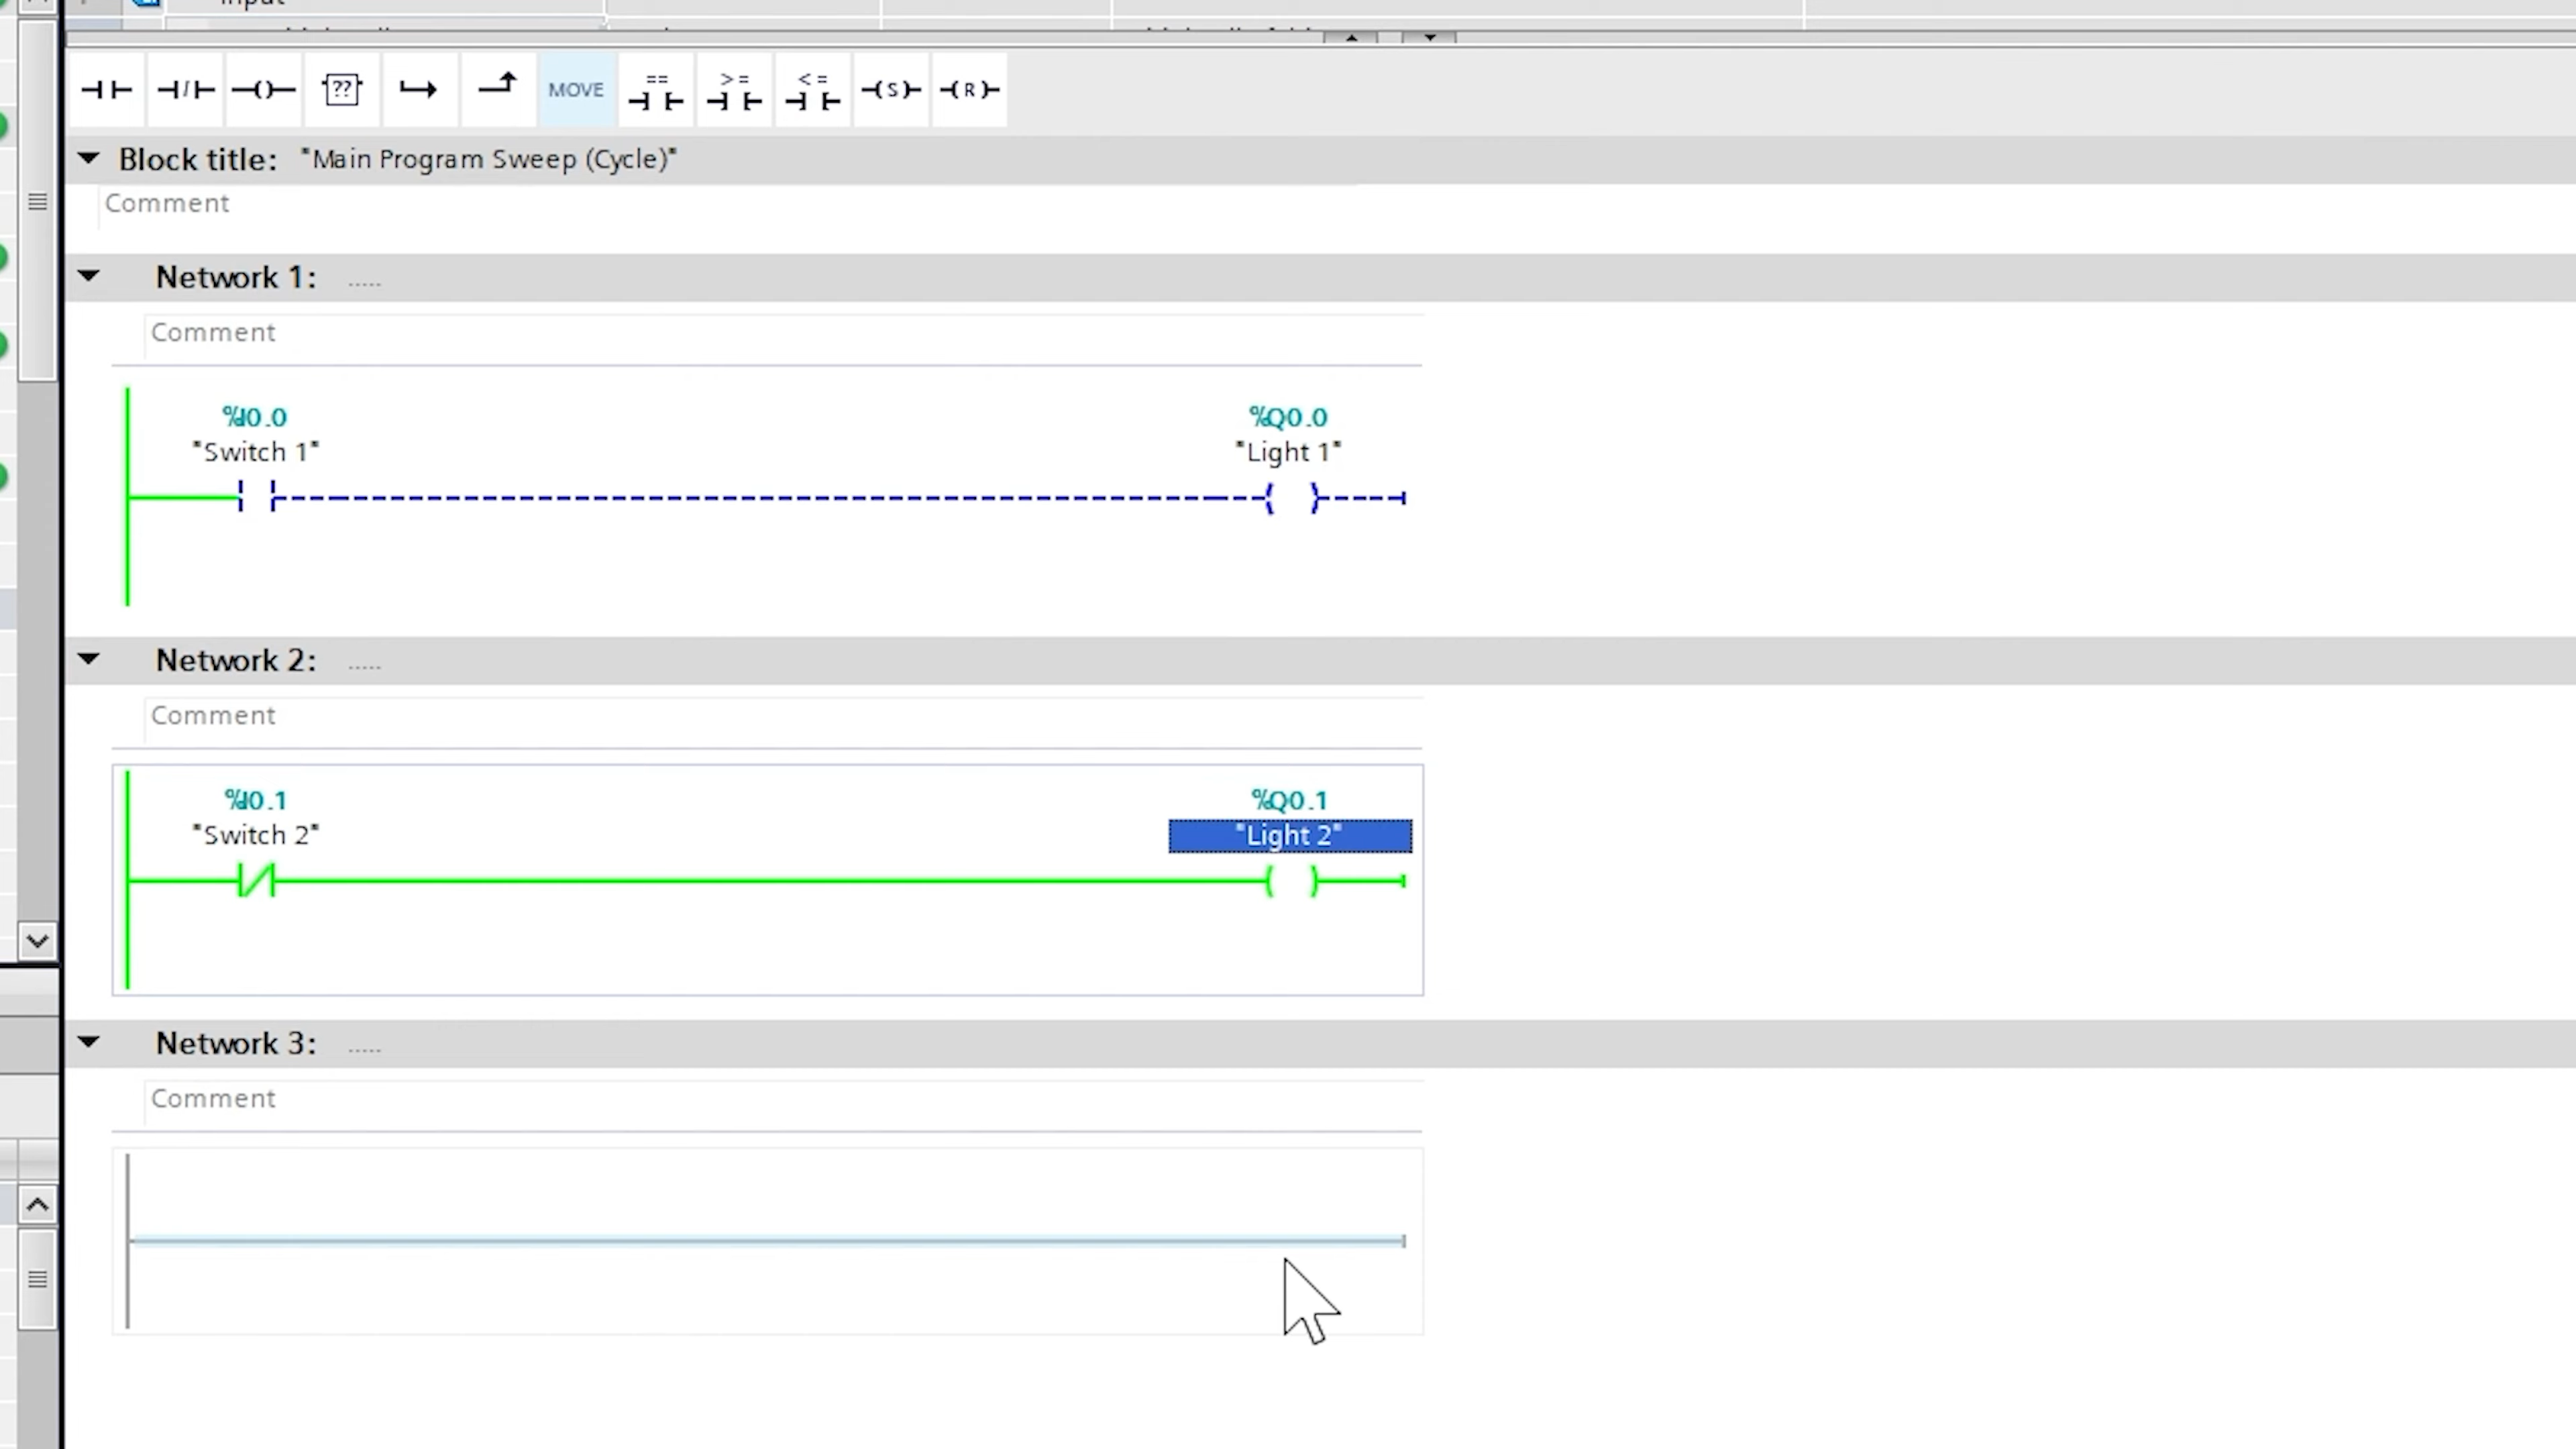 Input
??
MOVE
==
>=
<=
S
R
Block title: "Main Program Sweep (Cycle)"
Comment
Network 1: .....
Comment
%I0.0
"Switch 1"
%Q0.0
"Light 1"
Network 2: .....
Comment
%I0.1
"Switch 2"
%Q0.1
"Light 2"
Network 3: .....
Comment